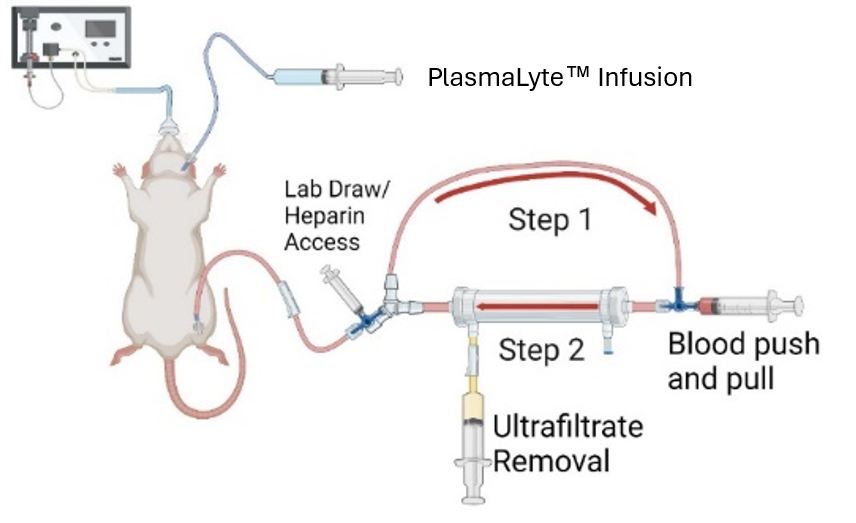 PlasmaLyte™ Infusion
Lab Draw/
Heparin
Access
Step 1
Step 2
Blood push
and pull
Ultrafiltrate
Removal